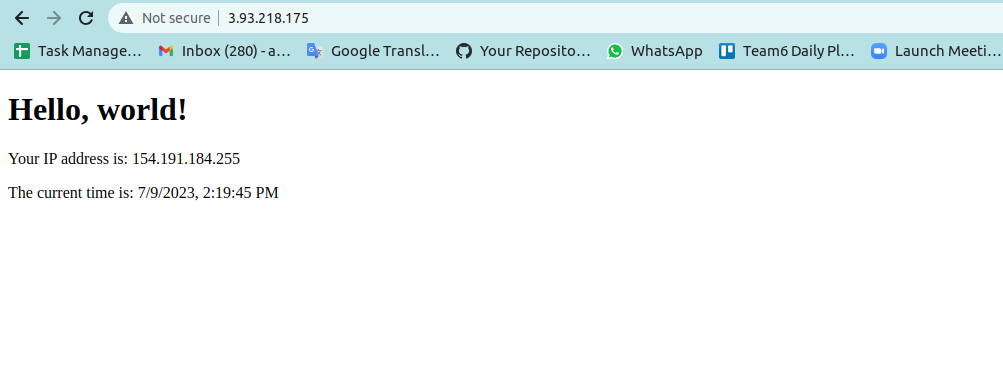 Not secure 3.93.218.175
Task Manage... Inbox (280) - a... Google Transl... Your Reposito... WhatsApp Team6 Daily Pl... Launch Meeti...
Hello, world!
Your IP address is: 154.191.184.255
The current time is: 7/9/2023, 2:19:45 PM